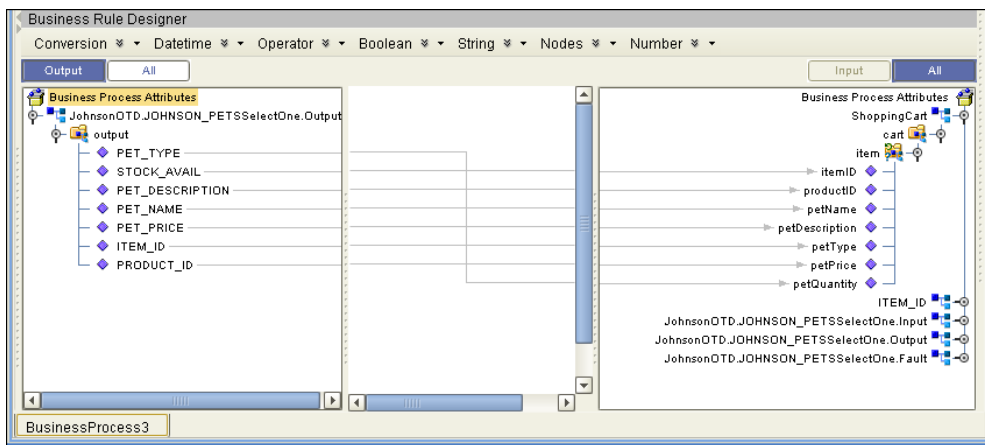 Business Rule Designer
Conversion Datetime Operator Boolean String Nodes Number
Output All Input All
Business Process Attributes
JohnsonOTD.JOHNSON_PETSSelectOne.Output
output
PET_TYPE
STOCK_AVAIL
PET_DESCRIPTION
PET_NAME
PET_PRICE
ITEM_ID
PRODUCT_ID
Business Process Attributes
ShoppingCart
cart
item
itemID
productID
petName
petDescription
petType
petPrice
petQuantity
ITEM_ID
JohnsonOTD.JOHNSON_PETSSelectOne.Input
JohnsonOTD.JOHNSON_PETSSelectOne.Output
JohnsonOTD.JOHNSON_PETSSelectOne.Fault
BusinessProcess3